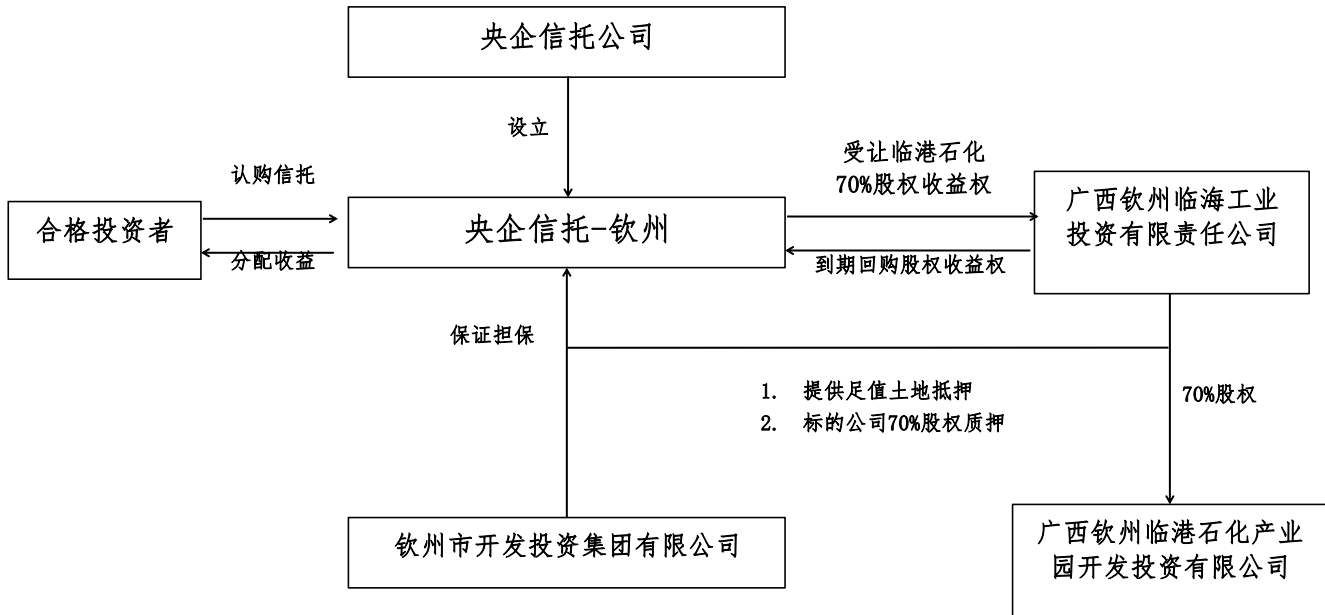 央企信托公司
设立
认购信托
受让临港石化
70%股权收益权
合格投资者
央企信托-钦州
广西钦州临海工业
投资有限责任公司
分配收益
到期回购股权收益权
保证担保
1. 提供足值土地抵押
2. 标的公司70%股权质押
70%股权
钦州市开发投资集团有限公司
广西钦州临港石化产业
园开发投资有限公司